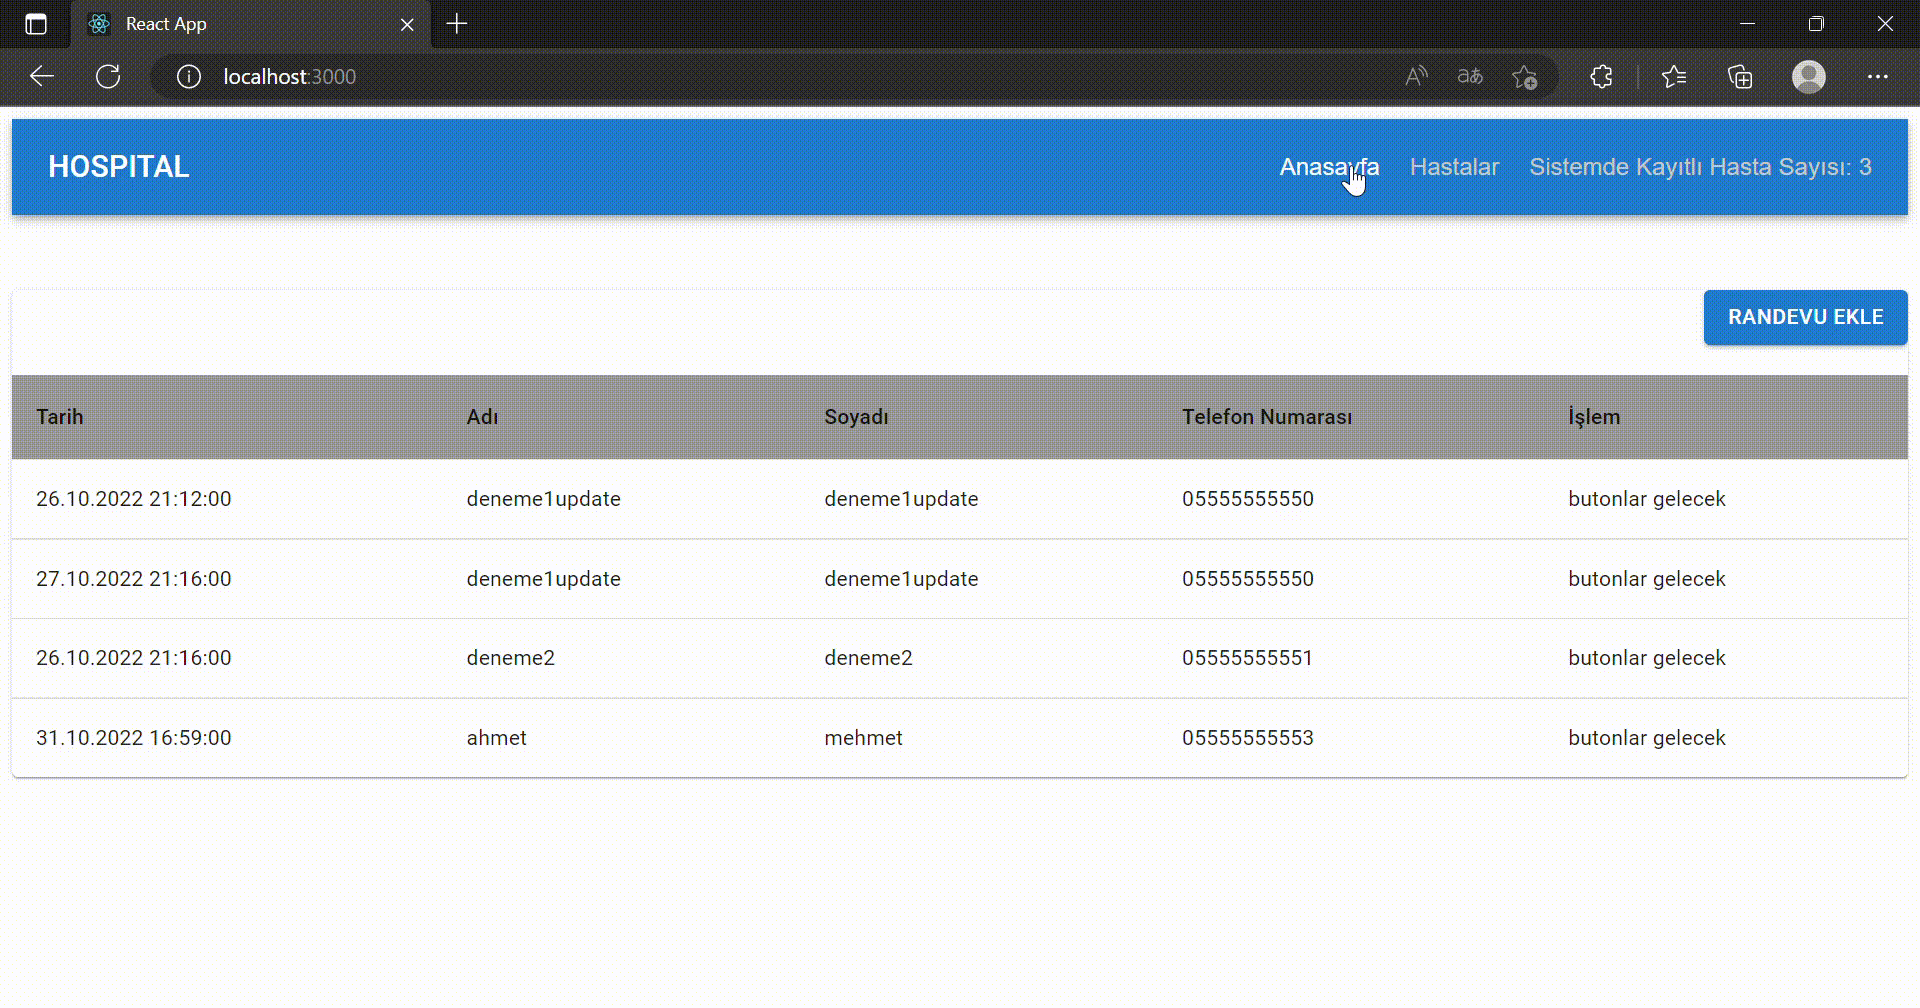 React App
localhost:3000
HOSPITAL Anasayfa Hastalar Sistemde Kayıtlı Hasta Sayısı: 3
RANDEVU EKLE
Tarih Adı Soyadı Telefon Numarası İşlem
26.10.2022 21:12:00 deneme1update deneme1update 05555555550 butonlar gelecek
27.10.2022 21:16:00 deneme1update deneme1update 05555555550 butonlar gelecek
26.10.2022 21:16:00 deneme2 deneme2 05555555551 butonlar gelecek
31.10.2022 16:59:00 ahmet mehmet 05555555553 butonlar gelecek